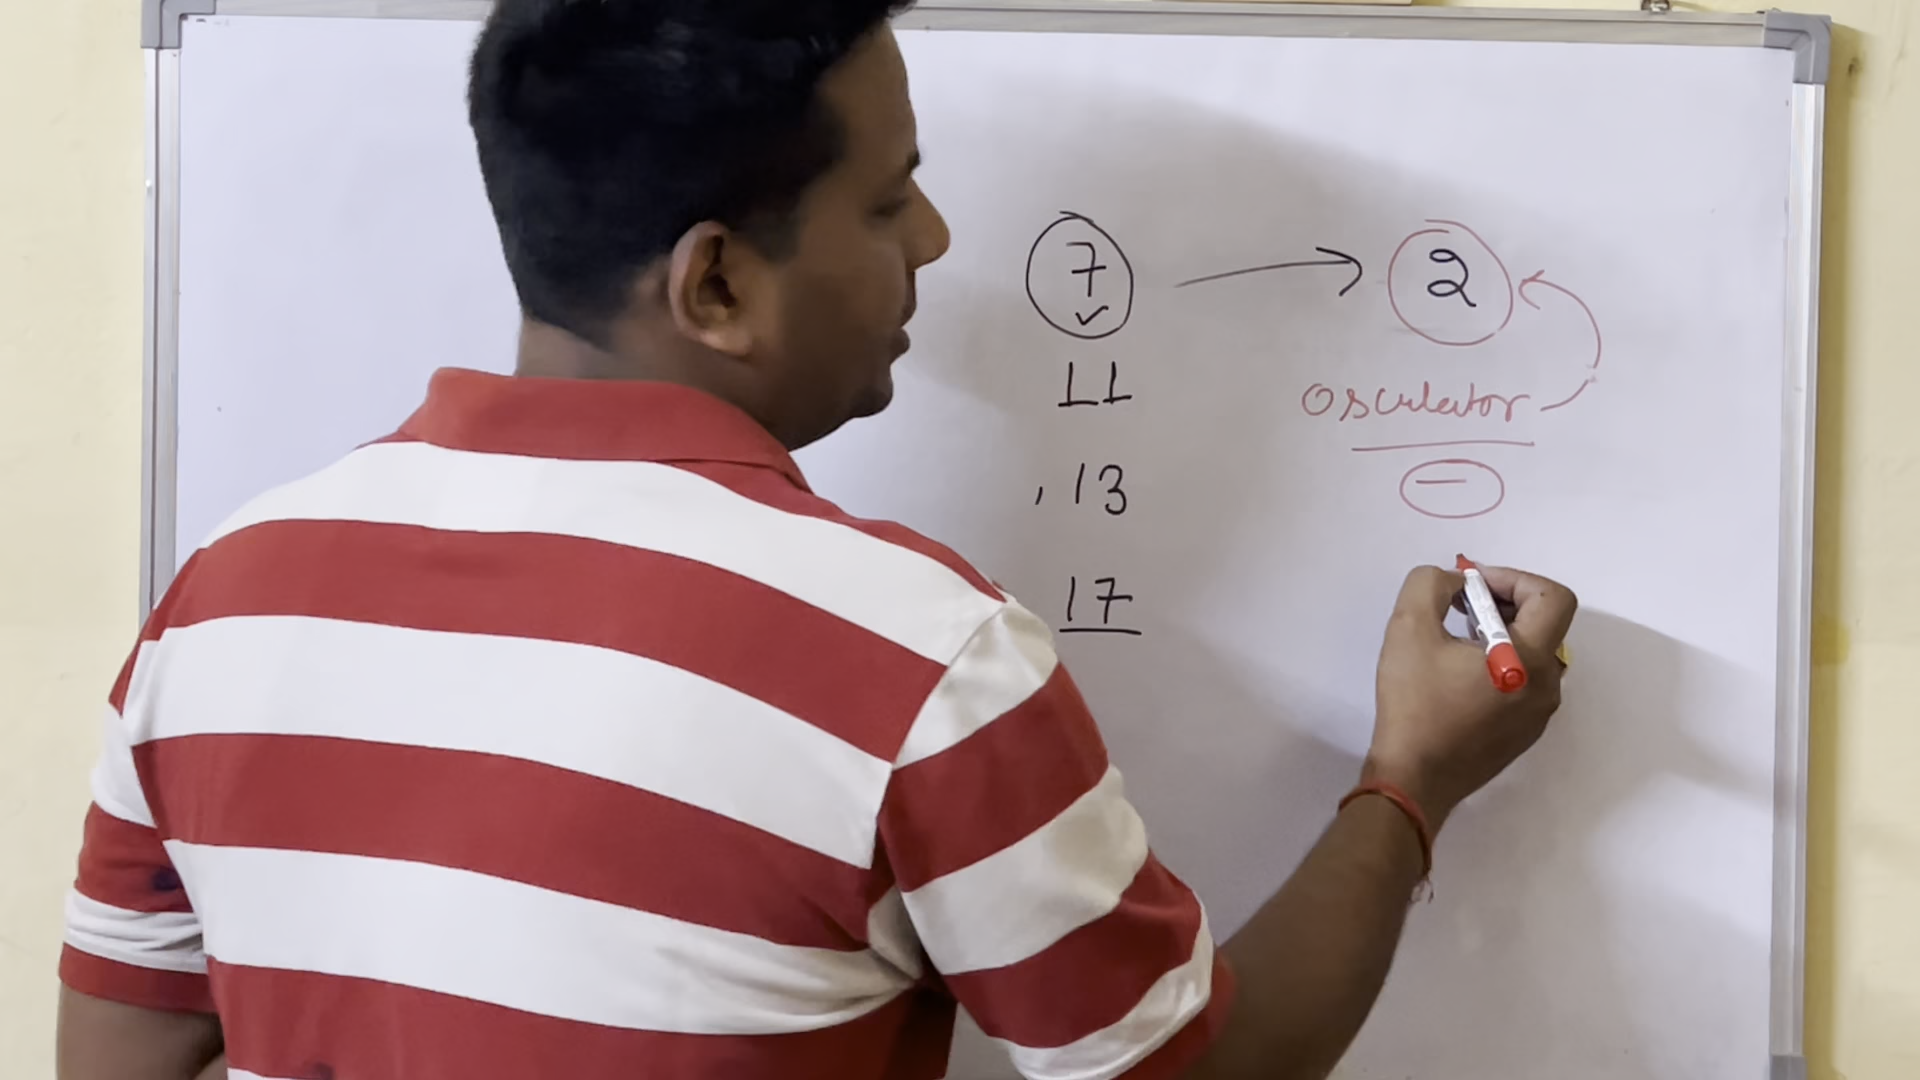 7 → 2
✓
11
Osculator
, 13
−
17